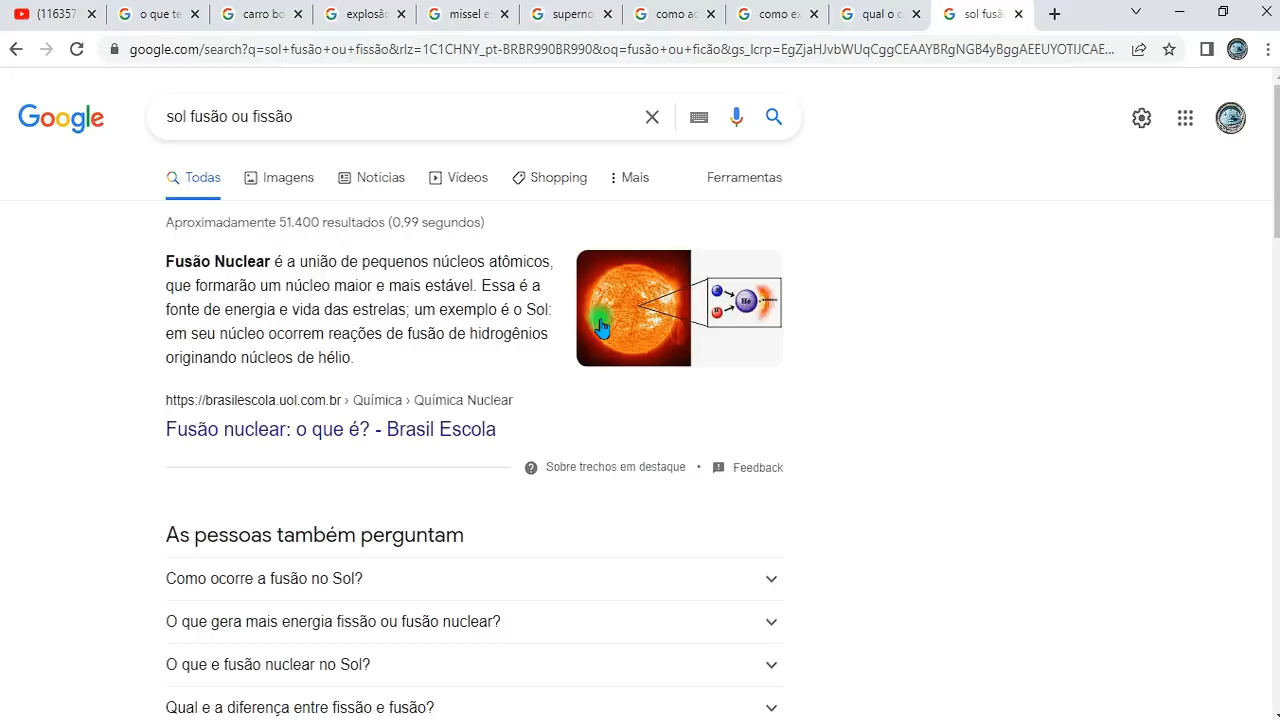 (116357
o que te
carro bo
explosã
missel e
superno
como ac
como ex
qual o c
sol fusã
google.com/search?q=sol+fusão+ou+fissão&rlz=1C1CHNY_pt-BRBR990BR990&oq=fusão+ou+ficão&gs_lcrp=EgZjaHJvbWUqCggCEAAYBRgNGB4yBggAEEUYOTIJCAE...
Google
sol fusão ou fissão
Todas
Imagens
Notícias
Vídeos
Shopping
Mais
Ferramentas
Aproximadamente 51.400 resultados (0,99 segundos)
Fusão Nuclear é a união de pequenos núcleos atômicos,
que formarão um núcleo maior e mais estável. Essa é a
fonte de energia e vida das estrelas; um exemplo é o Sol:
em seu núcleo ocorrem reações de fusão de hidrogênios
originando núcleos de hélio.
He
https://brasilescola.uol.com.br › Química › Química Nuclear
Fusão nuclear: o que é? - Brasil Escola
Sobre trechos em destaque
•
Feedback
As pessoas também perguntam
Como ocorre a fusão no Sol?
O que gera mais energia fissão ou fusão nuclear?
O que e fusão nuclear no Sol?
Qual e a diferença entre fissão e fusão?